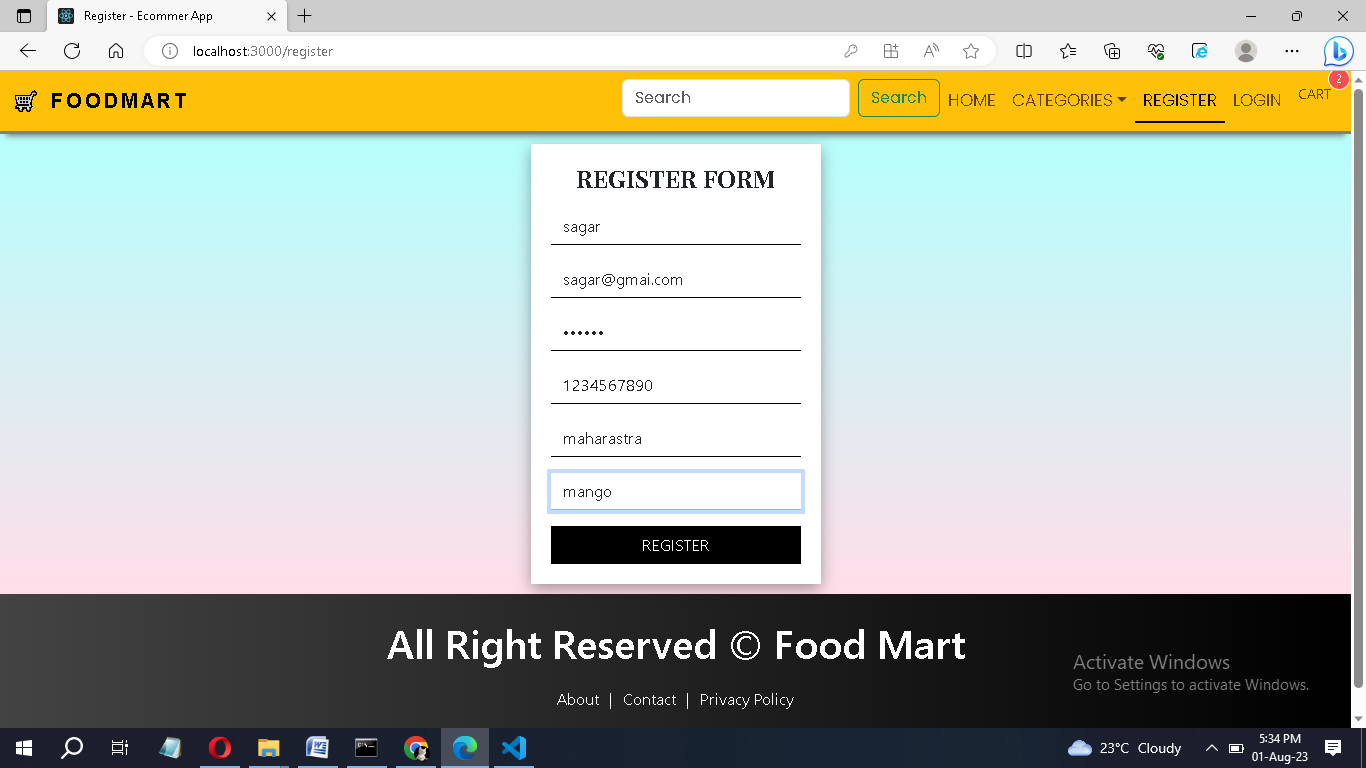 Register - Ecommer App
localhost:3000/register
FOODMART
Search
Search
HOME
CATEGORIES
REGISTER
LOGIN
CART
2
REGISTER FORM
sagar
sagar@gmai.com
••••••
1234567890
maharastra
mango
REGISTER
All Right Reserved © Food Mart
About | Contact | Privacy Policy
Activate Windows
Go to Settings to activate Windows.
23°C Cloudy
5:34 PM
01-Aug-23